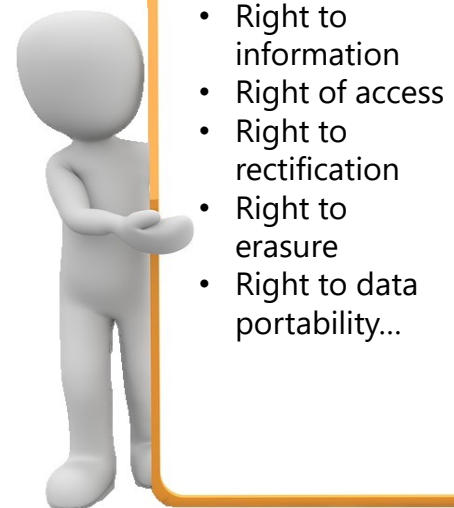 • Right to
information
• Right of access
• Right to
rectification
• Right to
erasure
• Right to data
portability...